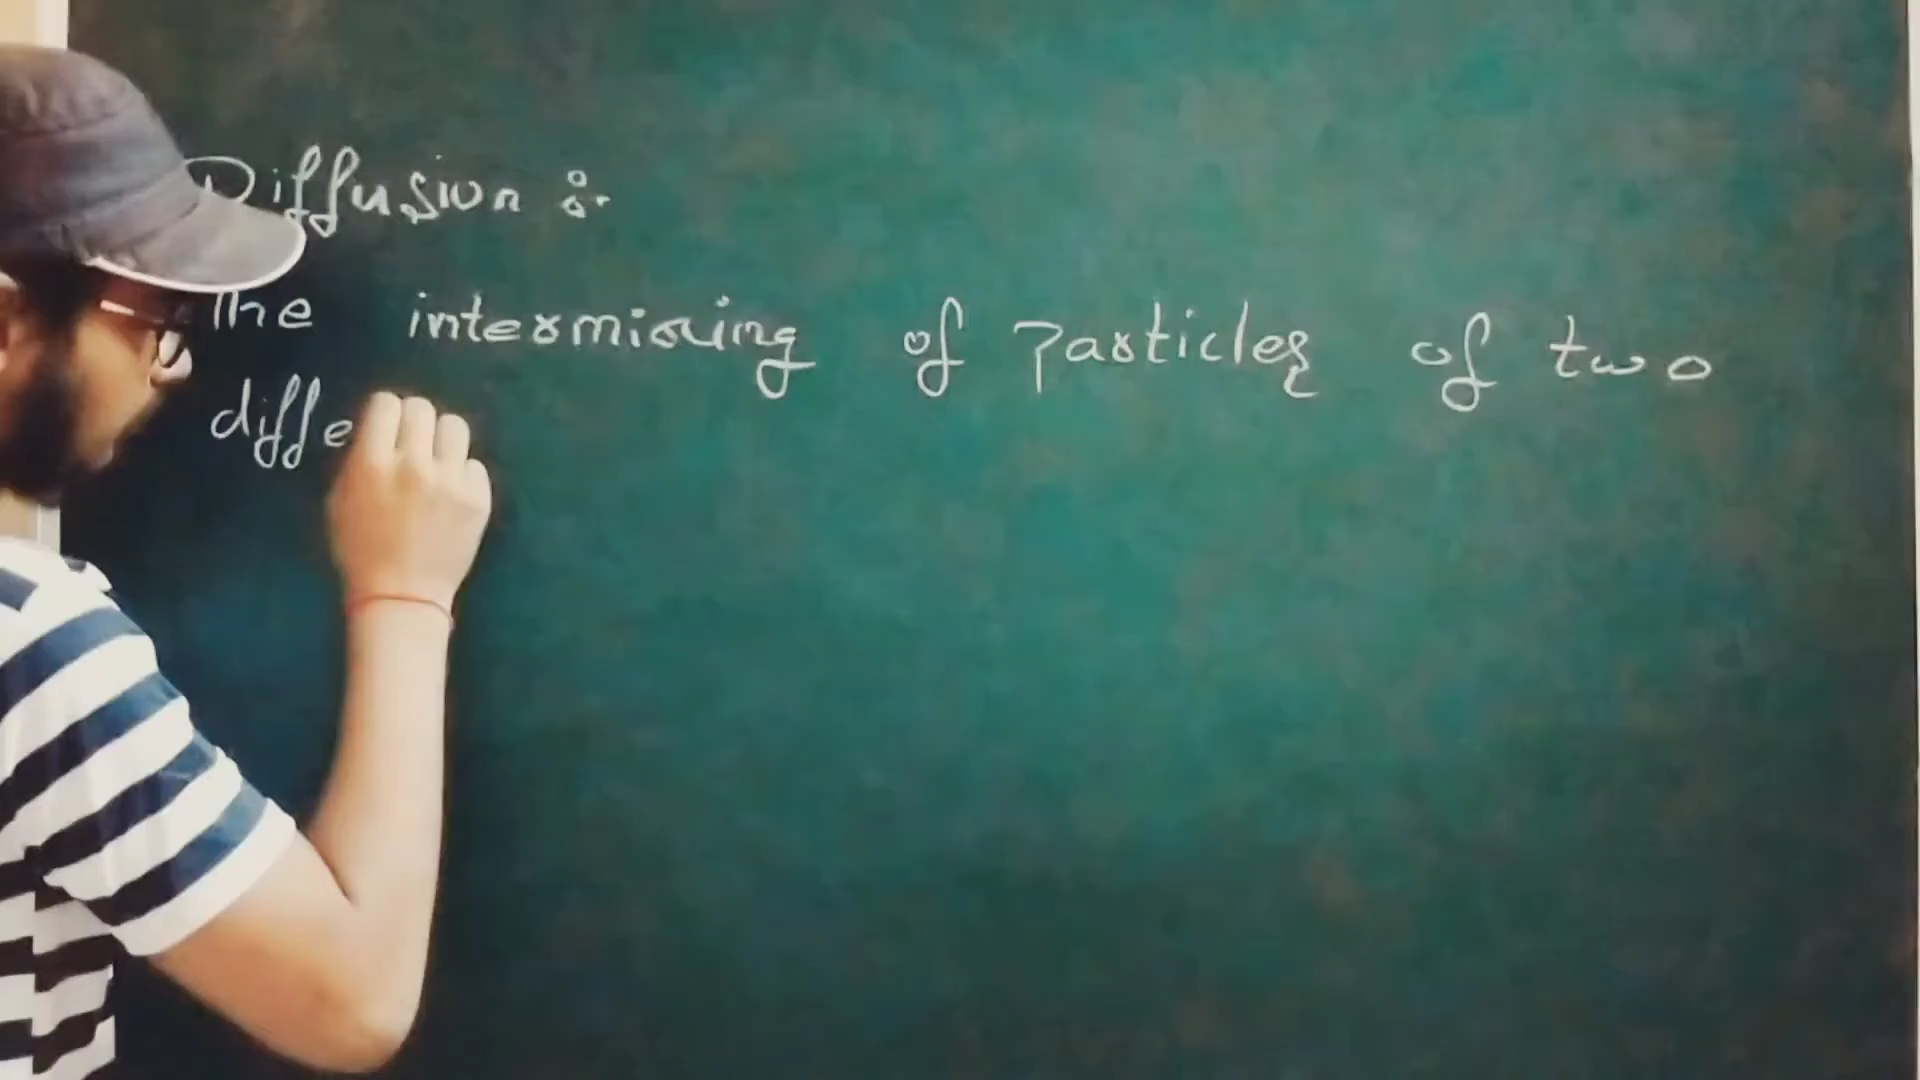 Diffusion :-
The intermixing of particles of two
diffe